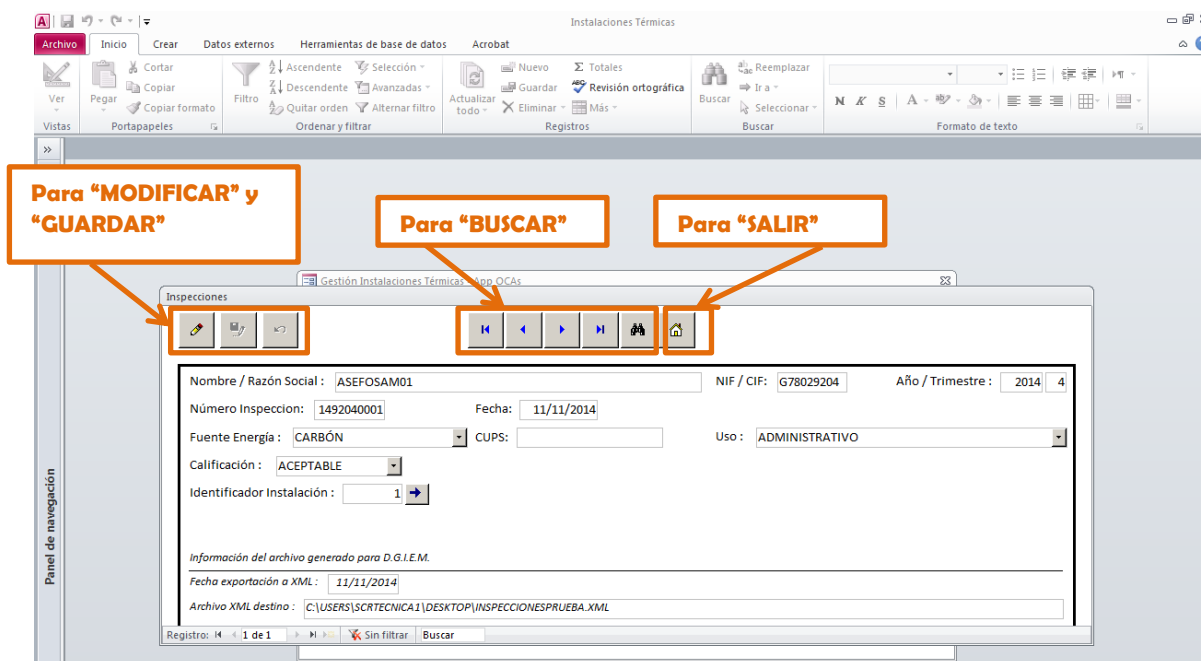 Instalaciones Térmicas
Archivo Inicio Crear Datos externos Herramientas de base de datos Acrobat
Cortar Ascendente Selección Nuevo Σ Totales Reemplazar
Copiar Descendente Avanzadas Guardar Revisión ortográfica Ir a
Ver Pegar Copiar formato Filtro Quitar orden Alternar filtro Actualizar todo Eliminar Más Buscar Seleccionar N K S A
Vistas Portapapeles Ordenar y filtrar Registros Buscar Formato de texto
Para “MODIFICAR” y
“GUARDAR”
Para “BUSCAR”
Para “SALIR”
Gestión Instalaciones Térmicas App OCAs
Inspecciones
Nombre / Razón Social : ASEFOSAM01 NIF / CIF: G78029204 Año / Trimestre : 2014 4
Número Inspeccion: 1492040001 Fecha: 11/11/2014
Fuente Energía : CARBÓN CUPS: Uso : ADMINISTRATIVO
Calificación : ACEPTABLE
Identificador Instalación : 1
Información del archivo generado para D.G.I.E.M.
Fecha exportación a XML : 11/11/2014
Archivo XML destino : C:\USERS\SCRTECNICA1\DESKTOP\INSPECCIONESPRUEBA.XML
Registro: 1 de 1 Sin filtrar Buscar
Panel de navegación